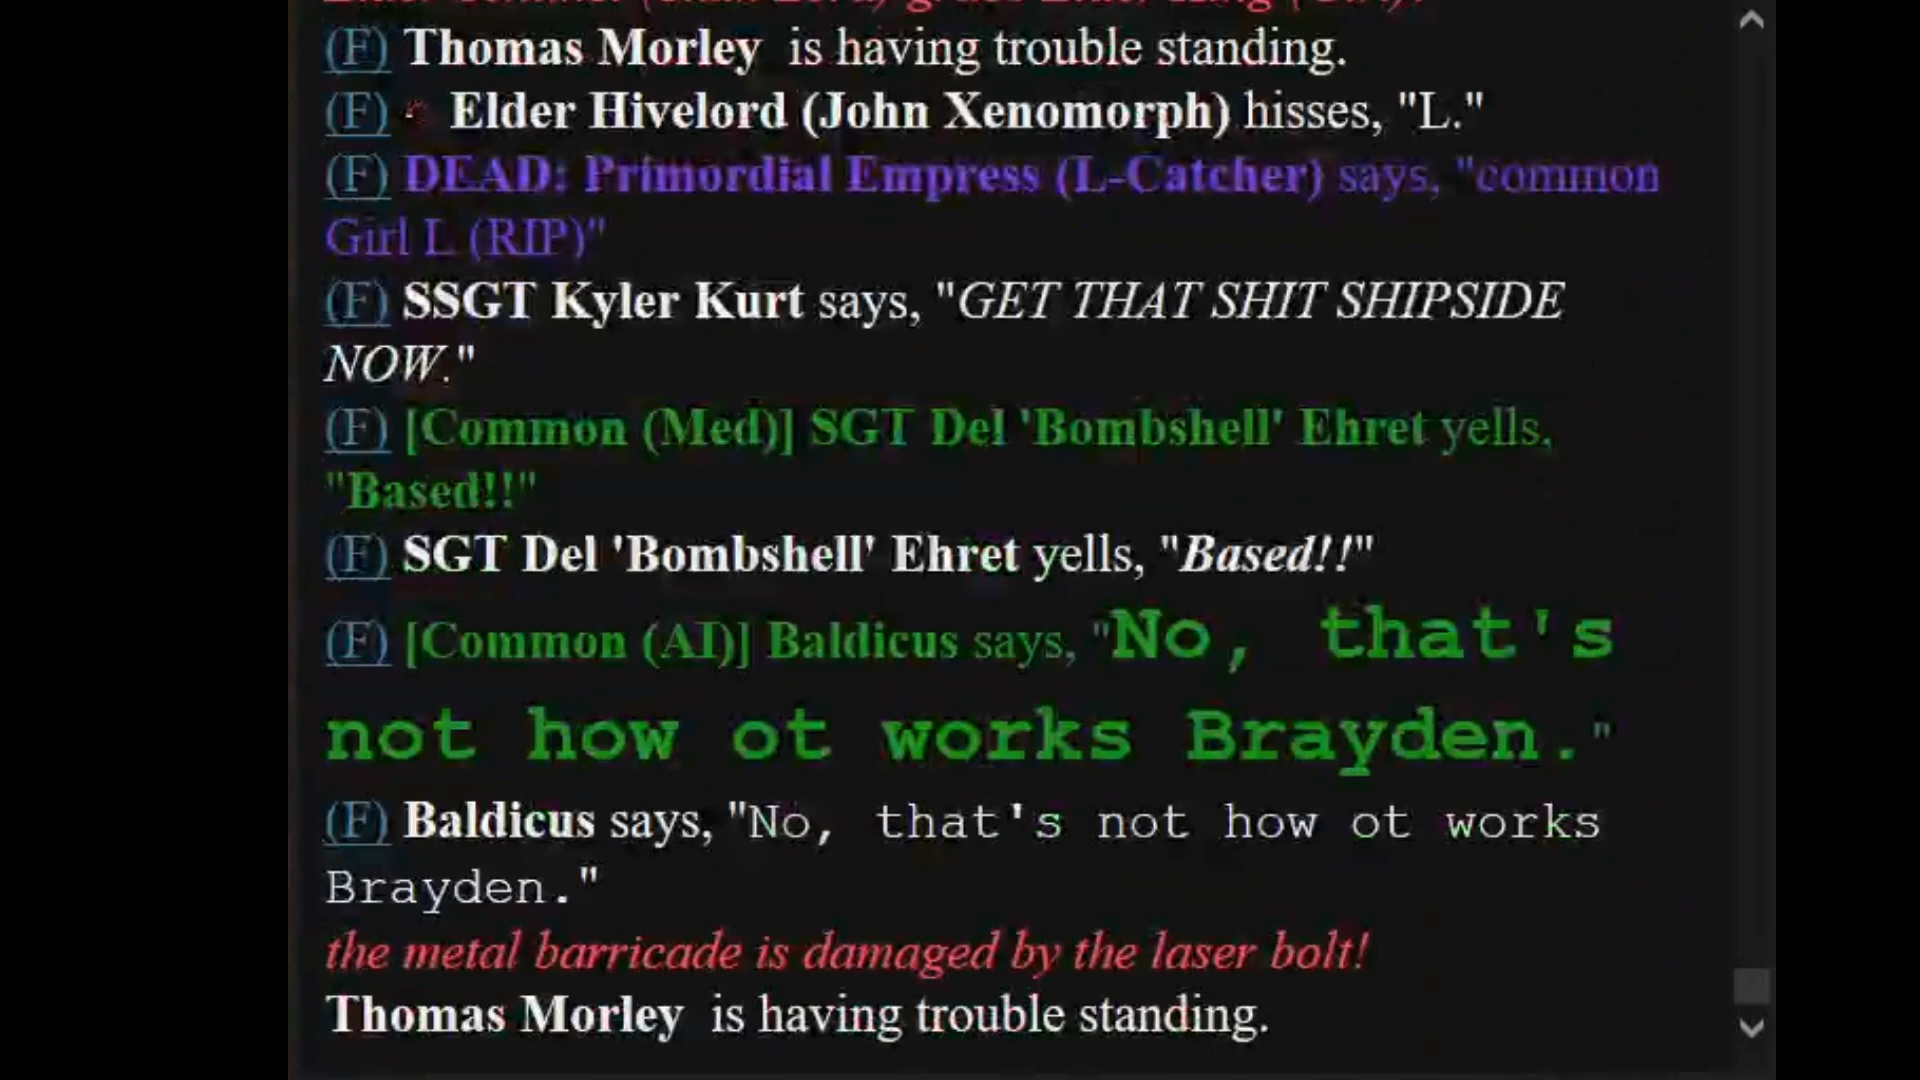 (F) Thomas Morley is having trouble standing.
(F) Elder Hivelord (John Xenomorph) hisses, "L."
(F) DEAD: Primordial Empress (L-Catcher) says, "common
Girl L (RIP)"
(F) SSGT Kyler Kurt says, "GET THAT SHIT SHIPSIDE
NOW."
(F) [Common (Med)] SGT Del 'Bombshell' Ehret yells,
"Based!!"
(F) SGT Del 'Bombshell' Ehret yells, "Based!!"
(F) [Common (AI)] Baldicus says, "No, that's
not how ot works Brayden."
(F) Baldicus says, "No, that's not how ot works
Brayden."
the metal barricade is damaged by the laser bolt!
Thomas Morley is having trouble standing.